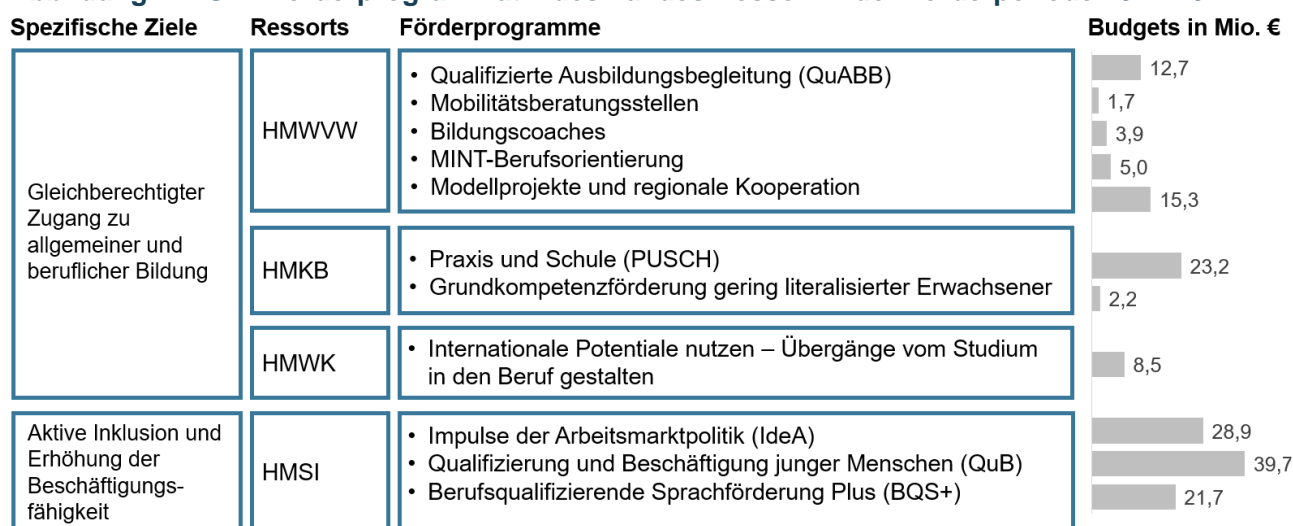 Spezifische Ziele Ressorts Förderprogramme Budgets in Mio. €
Gleichberechtigter
Zugang zu
allgemeiner und
beruflicher Bildung
HMWVW
• Qualifizierte Ausbildungsbegleitung (QuABB)
• Mobilitätsberatungsstellen
• Bildungscoaches
• MINT-Berufsorientierung
• Modellprojekte und regionale Kooperation
12,7
1,7
3,9
5,0
15,3
HMKB
• Praxis und Schule (PUSCH)
• Grundkompetenzförderung gering literalisierter Erwachsener
23,2
2,2
HMWK
• Internationale Potentiale nutzen – Übergänge vom Studium
in den Beruf gestalten
8,5
Aktive Inklusion und
Erhöhung der
Beschäftigungs-
fähigkeit
HMSI
• Impulse der Arbeitsmarktpolitik (IdeA)
• Qualifizierung und Beschäftigung junger Menschen (QuB)
• Berufsqualifizierende Sprachförderung Plus (BQS+)
28,9
39,7
21,7